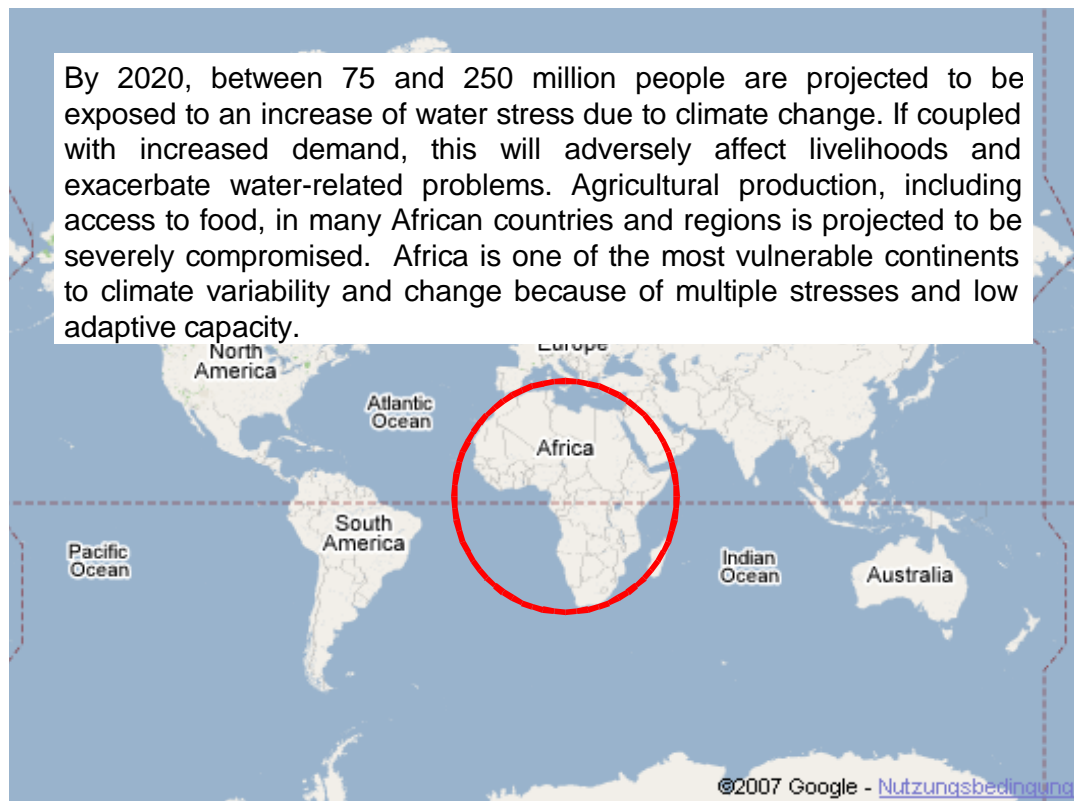 By 2020, between 75 and 250 million people are projected to be
exposed to an increase of water stress due to climate change. If coupled
with increased demand, this will adversely affect livelihoods and
exacerbate water-related problems. Agricultural production, including
access to food, in many African countries and regions is projected to be
severely compromised. Africa is one of the most vulnerable continents
to climate variability and change because of multiple stresses and low
adaptive capacity.
North
America
Europe
Atlantic
Ocean
Africa
South
America
Pacific
Ocean
Indian
Ocean
Australia
©2007 Google - Nutzungsbedingung